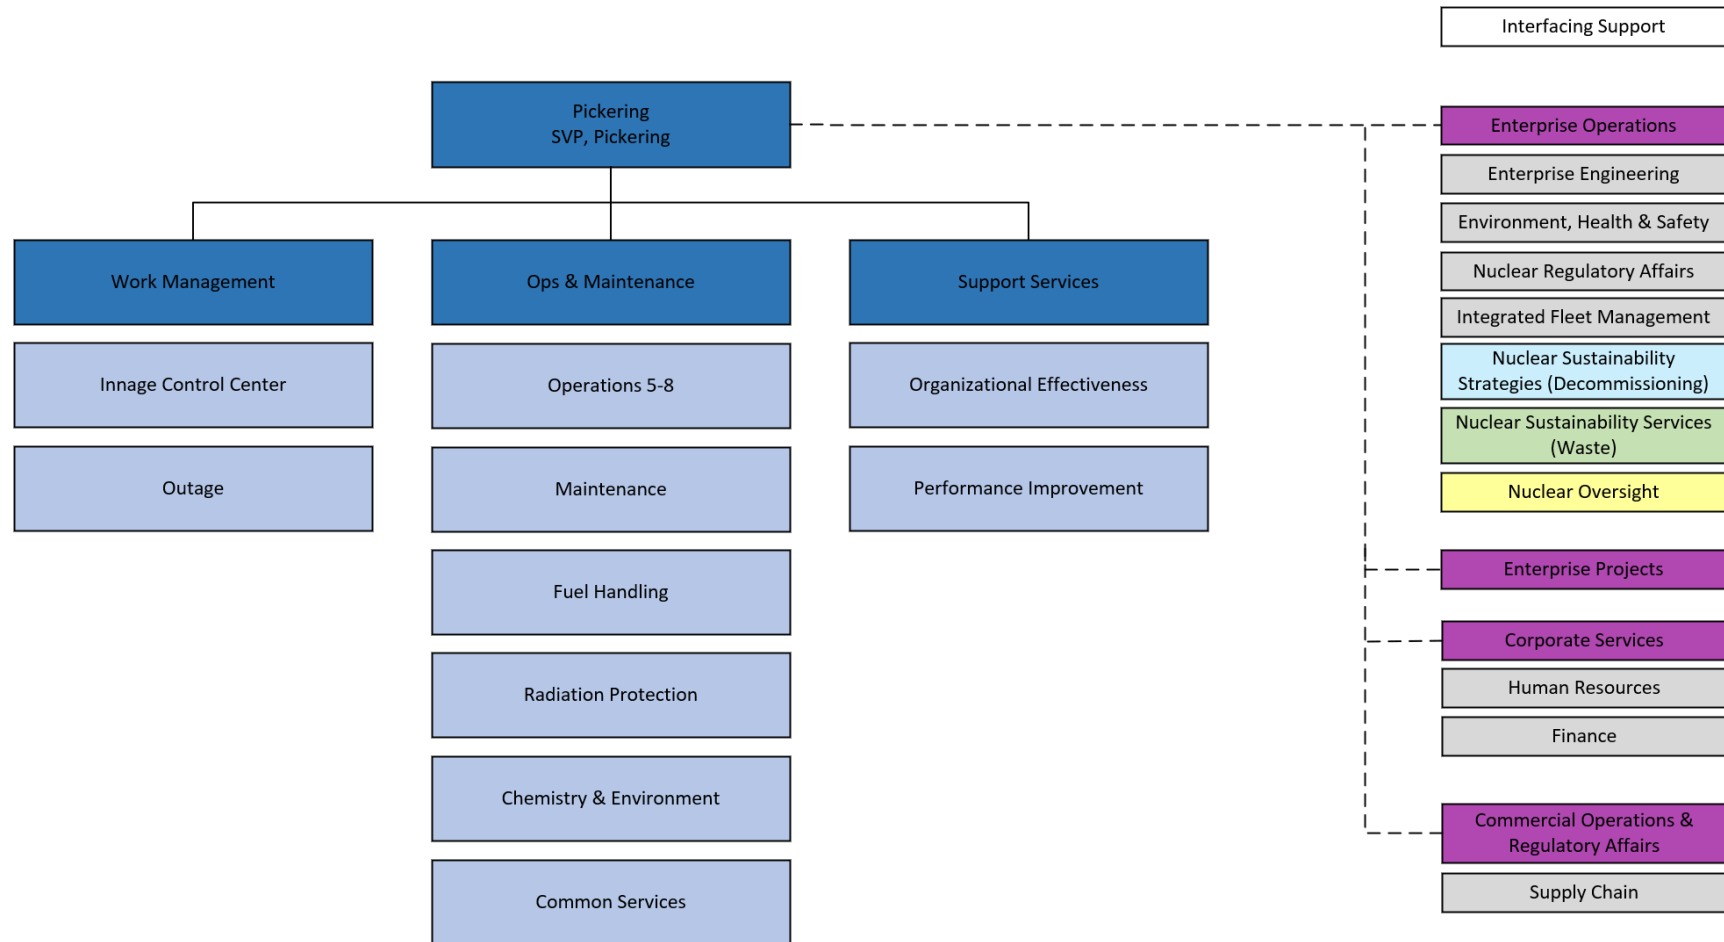 Interfacing Support
Pickering
SVP, Pickering
Work Management
Innage Control Center
Outage
Ops & Maintenance
Operations 5-8
Maintenance
Fuel Handling
Radiation Protection
Chemistry & Environment
Common Services
Support Services
Organizational Effectiveness
Performance Improvement
Enterprise Operations
Enterprise Engineering
Environment, Health & Safety
Nuclear Regulatory Affairs
Integrated Fleet Management
Nuclear Sustainability
Strategies (Decommissioning)
Nuclear Sustainability Services
(Waste)
Nuclear Oversight
Enterprise Projects
Corporate Services
Human Resources
Finance
Commercial Operations &
Regulatory Affairs
Supply Chain